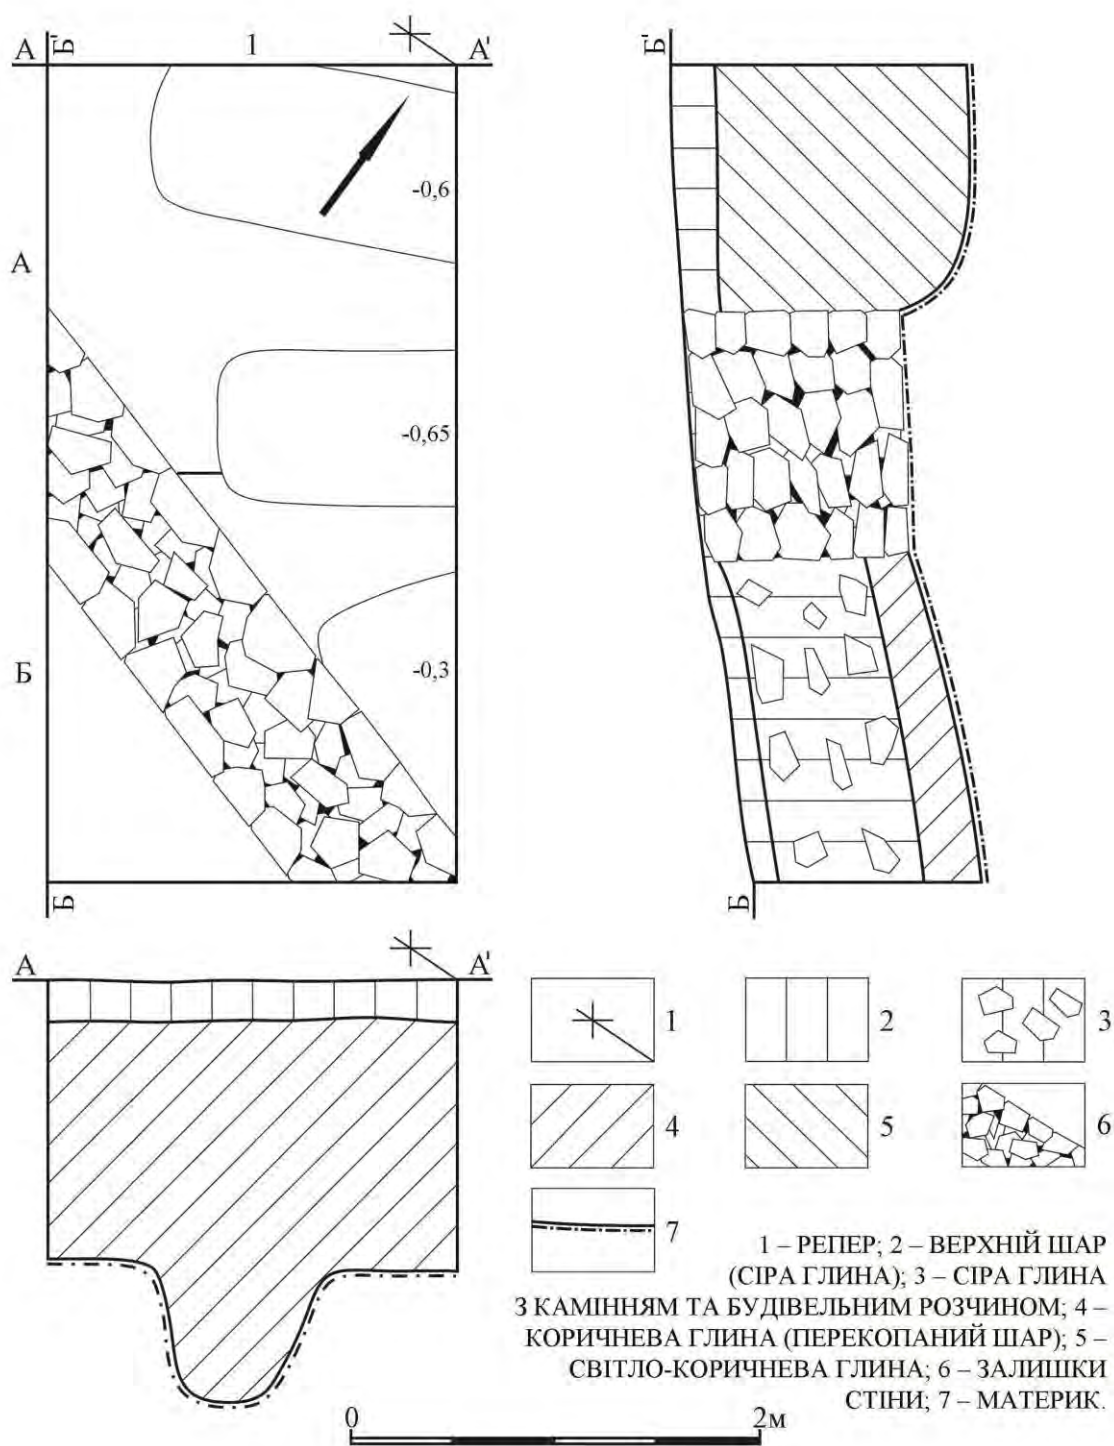 А Б' 1 А'
Б'
-0,6
А
-0,65
Б
-0,3
Б
Б
А А'
1 2 3
4 5 6
7
1 – РЕПЕР; 2 – ВЕРХНІЙ ШАР
(СІРА ГЛИНА); 3 – СІРА ГЛИНА
З КАМІННЯМ ТА БУДІВЕЛЬНИМ РОЗЧИНОМ; 4 –
КОРИЧНЕВА ГЛИНА (ПЕРЕКОПАНИЙ ШАР); 5 –
СВІТЛО-КОРИЧНЕВА ГЛИНА; 6 – ЗАЛИШКИ
СТІНИ; 7 – МАТЕРИК.
0 2м